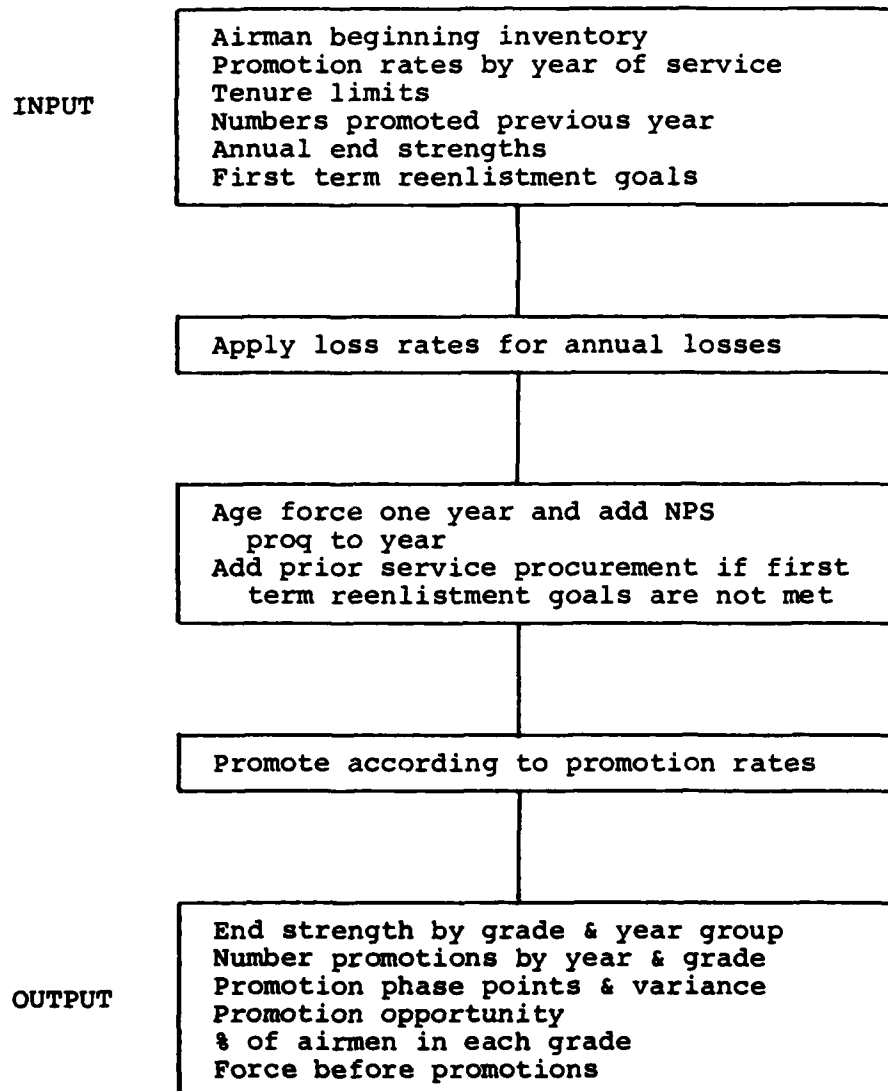 INPUT
Airman beginning inventory
Promotion rates by year of service
Tenure limits
Numbers promoted previous year
Annual end strengths
First term reenlistment goals
Apply loss rates for annual losses
Age force one year and add NPS
proq to year
Add prior service procurement if first
term reenlistment goals are not met
Promote according to promotion rates
OUTPUT
End strength by grade & year group
Number promotions by year & grade
Promotion phase points & variance
Promotion opportunity
% of airmen in each grade
Force before promotions